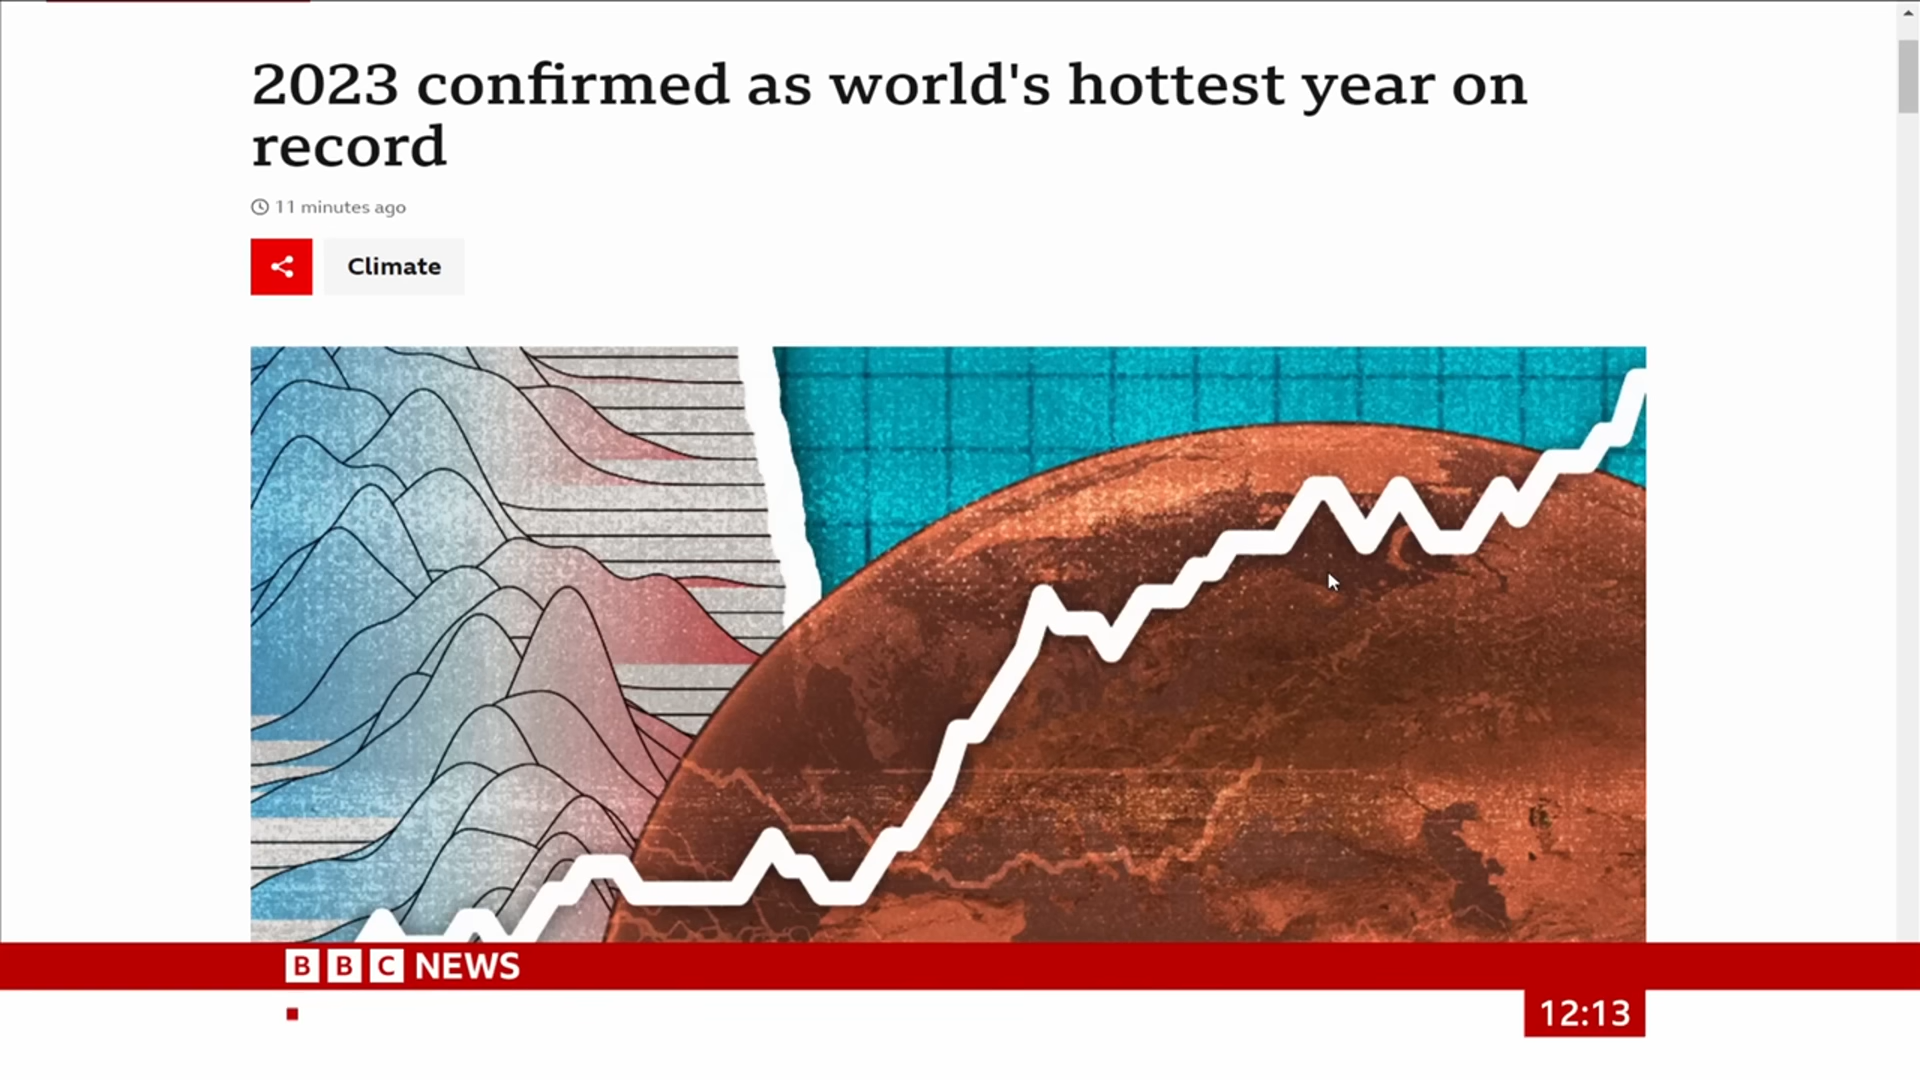 2023 confirmed as world's hottest year on
record
11 minutes ago
Climate
BBC NEWS
12:13